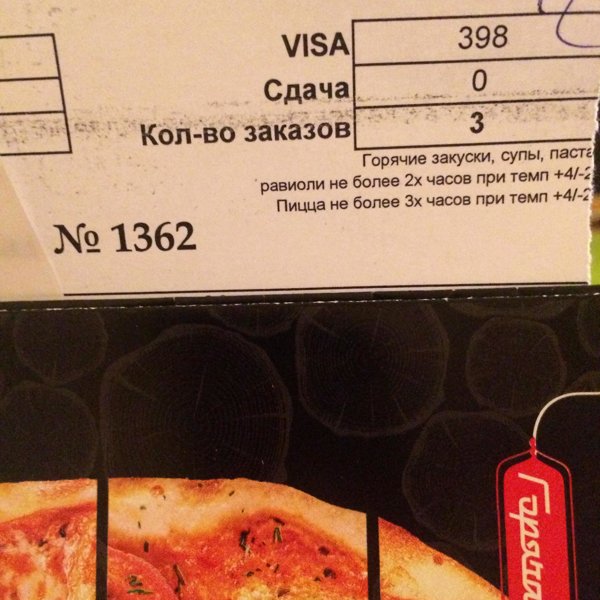 VISA 398
Сдача 0
Кол-во заказов 3
Горячие закуски, супы, паста
равиоли не более 2х часов при темп +4/-2
Пицца не более 3х часов при темп +4/-2
№ 1362